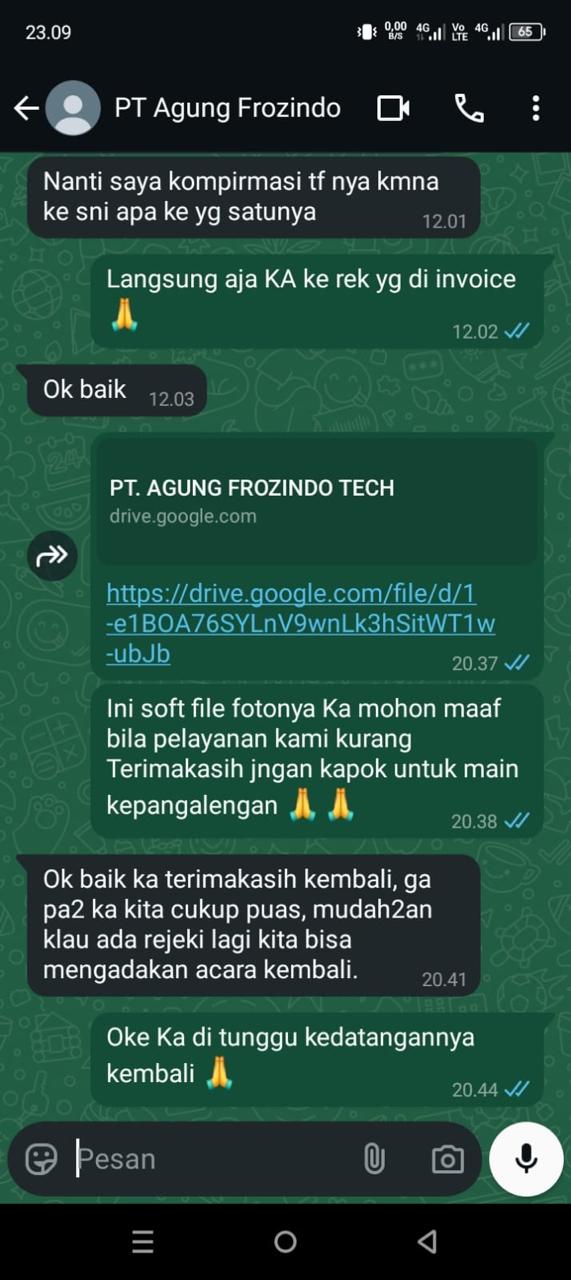 23.09
0,00 B/S 4G Vo LTE 4G 65
PT Agung Frozindo
Nanti saya kompirmasi tf nya kmna
ke sni apa ke yg satunya
12.01
Langsung aja KA ke rek yg di invoice
🙏
12.02
Ok baik
12.03
PT. AGUNG FROZINDO TECH
drive.google.com
https://drive.google.com/file/d/1
-e1BOA76SYLnV9wnLk3hSitWT1w
-ubJb
20.37
Ini soft file fotonya Ka mohon maaf
bila pelayanan kami kurang
Terimakasih jngan kapok untuk main
kepangalengan 🙏 🙏
20.38
Ok baik ka terimakasih kembali, ga
pa2 ka kita cukup puas, mudah2an
klau ada rejeki lagi kita bisa
mengadakan acara kembali.
20.41
Oke Ka di tunggu kedatangannya
kembali 🙏
20.44
Pesan